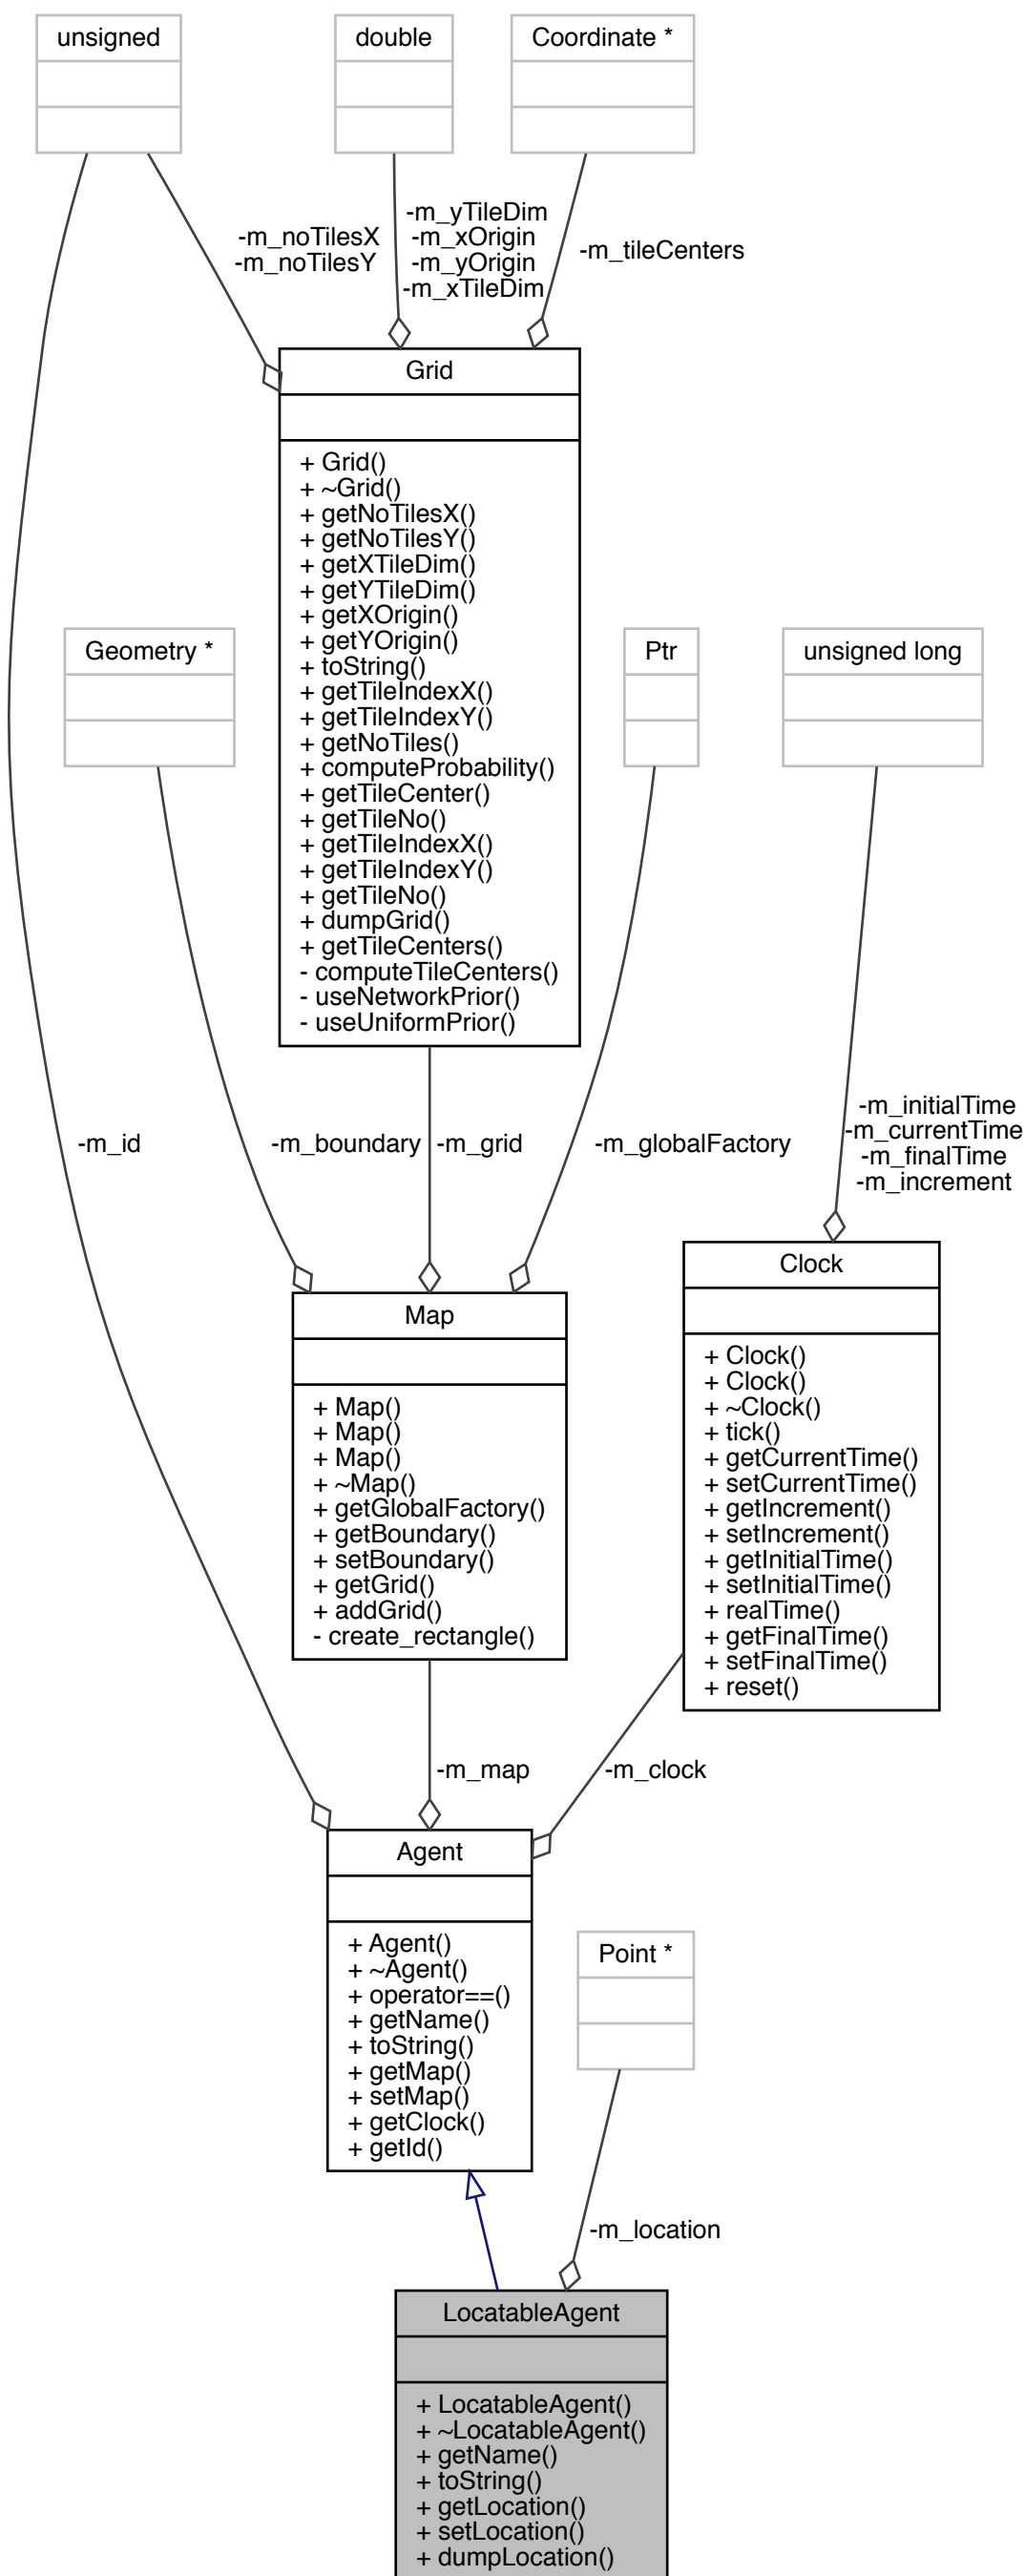 unsigned
double
Coordinate *
-m_noTilesX
-m_noTilesY
-m_yTileDim
-m_xOrigin
-m_yOrigin
-m_xTileDim
-m_tileCenters
Grid
+ Grid()
+ ~Grid()
+ getNoTilesX()
+ getNoTilesY()
+ getXTileDim()
+ getYTileDim()
+ getXOrigin()
+ getYOrigin()
+ toString()
+ getTileIndexX()
+ getTileIndexY()
+ getNoTiles()
+ computeProbability()
+ getTileCenter()
+ getTileNo()
+ getTileIndexX()
+ getTileIndexY()
+ getTileNo()
+ dumpGrid()
+ getTileCenters()
- computeTileCenters()
- useNetworkPrior()
- useUniformPrior()
Geometry *
Ptr
unsigned long
-m_id
-m_boundary
-m_grid
-m_globalFactory
-m_initialTime
-m_currentTime
-m_finalTime
-m_increment
Map
+ Map()
+ Map()
+ Map()
+ ~Map()
+ getGlobalFactory()
+ getBoundary()
+ setBoundary()
+ getGrid()
+ addGrid()
- create_rectangle()
Clock
+ Clock()
+ Clock()
+ ~Clock()
+ tick()
+ getCurrentTime()
+ setCurrentTime()
+ getIncrement()
+ setIncrement()
+ getInitialTime()
+ setInitialTime()
+ realTime()
+ getFinalTime()
+ setFinalTime()
+ reset()
-m_map
-m_clock
Agent
+ Agent()
+ ~Agent()
+ operator==()
+ getName()
+ toString()
+ getMap()
+ setMap()
+ getClock()
+ getId()
Point *
-m_location
LocatableAgent
+ LocatableAgent()
+ ~LocatableAgent()
+ getName()
+ toString()
+ getLocation()
+ setLocation()
+ dumpLocation()